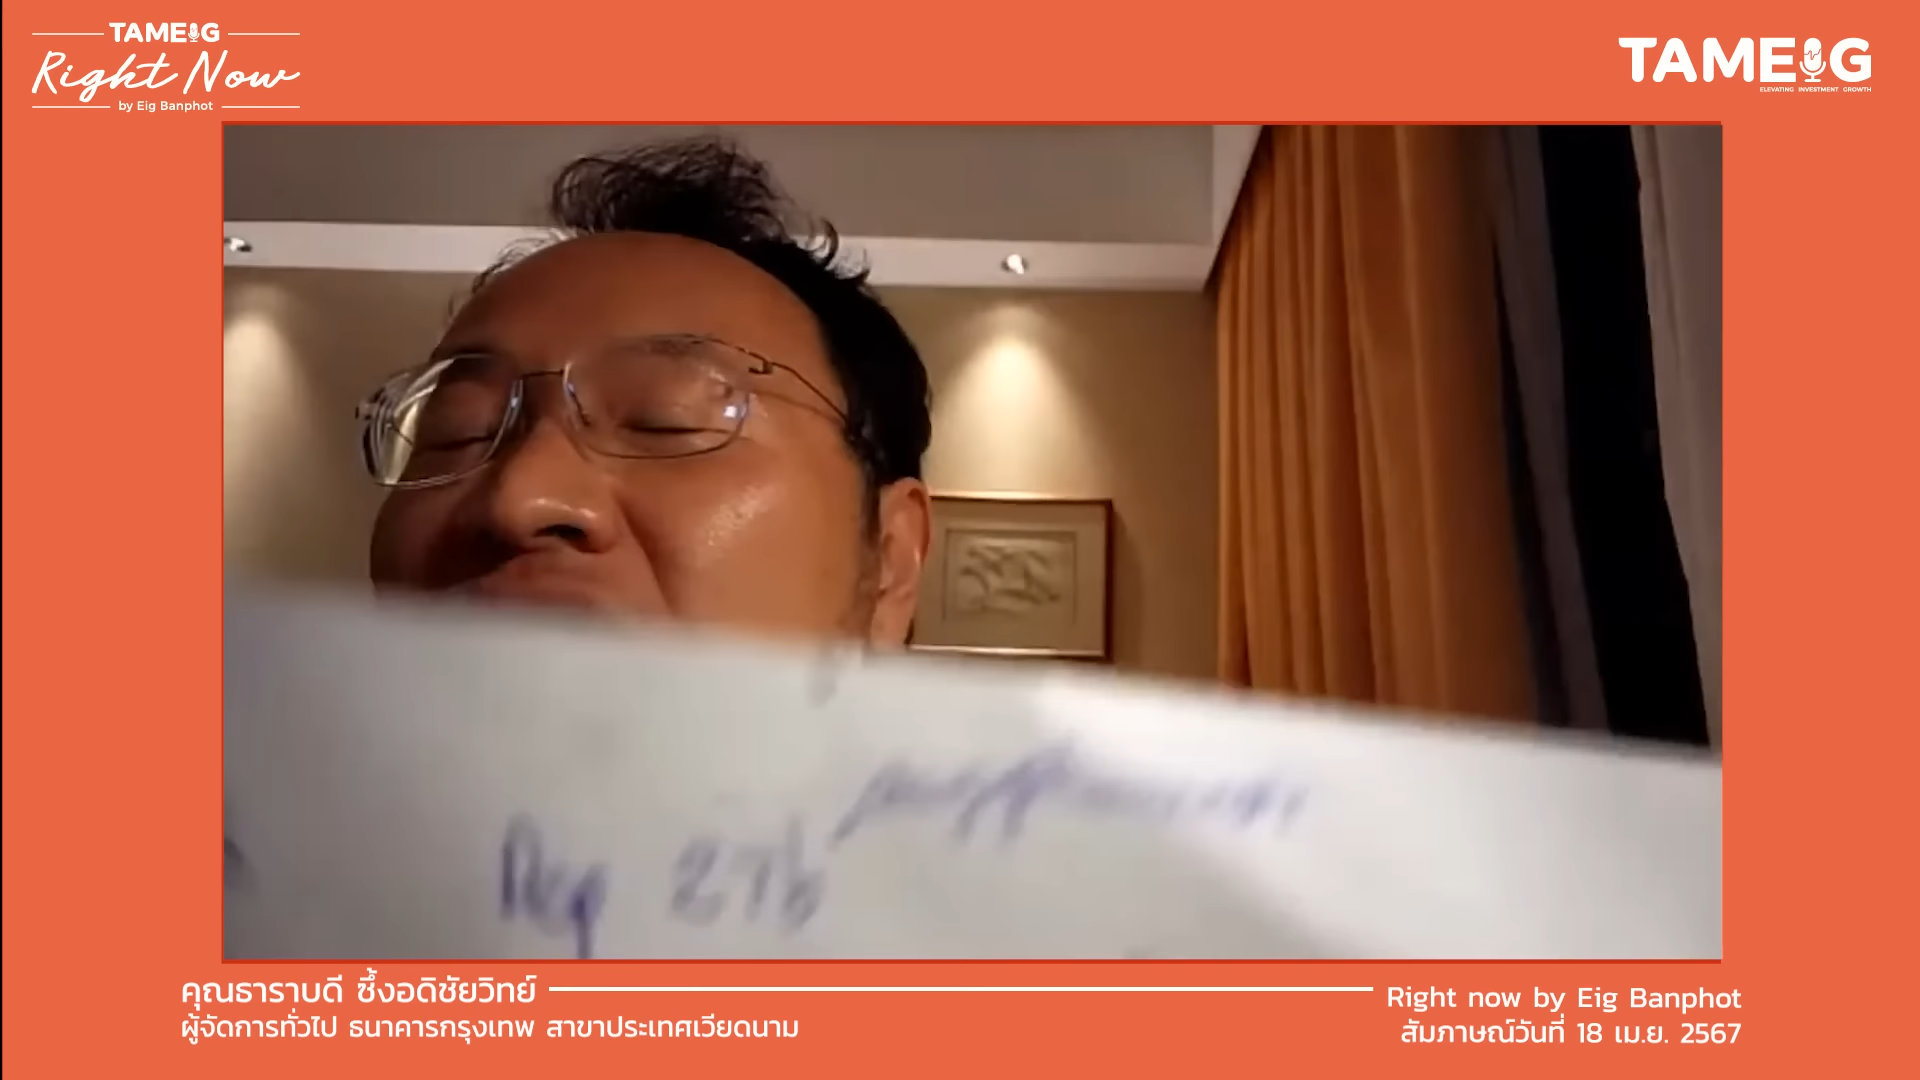 TAMEIG
Right Now
by Eig Banphot
TAMEIG
ELEVATING INVESTMENT GROWTH
คุณธาราบดี ซึ้งอดิชัยวิทย์
ผู้จัดการทั่วไป ธนาคารกรุงเทพ สาขาประเทศเวียดนาม
Right now by Eig Banphot
สัมภาษณ์วันที่ 18 เม.ย. 2567